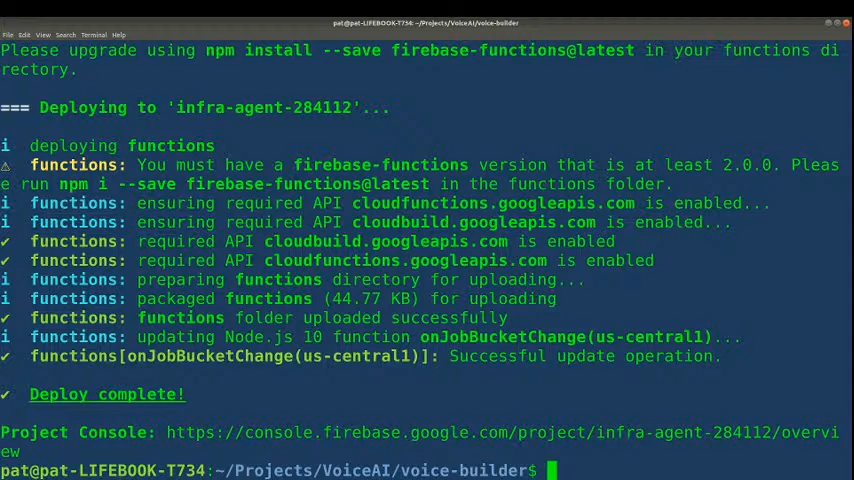 pat@pat-LIFEBOOK-T734: ~/Projects/VoiceAI/voice-builder
File Edit View Search Terminal Help
Please upgrade using npm install --save firebase-functions@latest in your functions di
rectory.
=== Deploying to 'infra-agent-284112'...
i deploying functions
⚠ functions: You must have a firebase-functions version that is at least 2.0.0. Pleas
e run npm i --save firebase-functions@latest in the functions folder.
i functions: ensuring required API cloudfunctions.googleapis.com is enabled...
i functions: ensuring required API cloudbuild.googleapis.com is enabled...
✔ functions: required API cloudbuild.googleapis.com is enabled
✔ functions: required API cloudfunctions.googleapis.com is enabled
i functions: preparing functions directory for uploading...
i functions: packaged functions (44.77 KB) for uploading
✔ functions: functions folder uploaded successfully
i functions: updating Node.js 10 function onJobBucketChange(us-central1)...
✔ functions[onJobBucketChange(us-central1)]: Successful update operation.
✔ Deploy complete!
Project Console: https://console.firebase.google.com/project/infra-agent-284112/overvi
ew
pat@pat-LIFEBOOK-T734:~/Projects/VoiceAI/voice-builder$